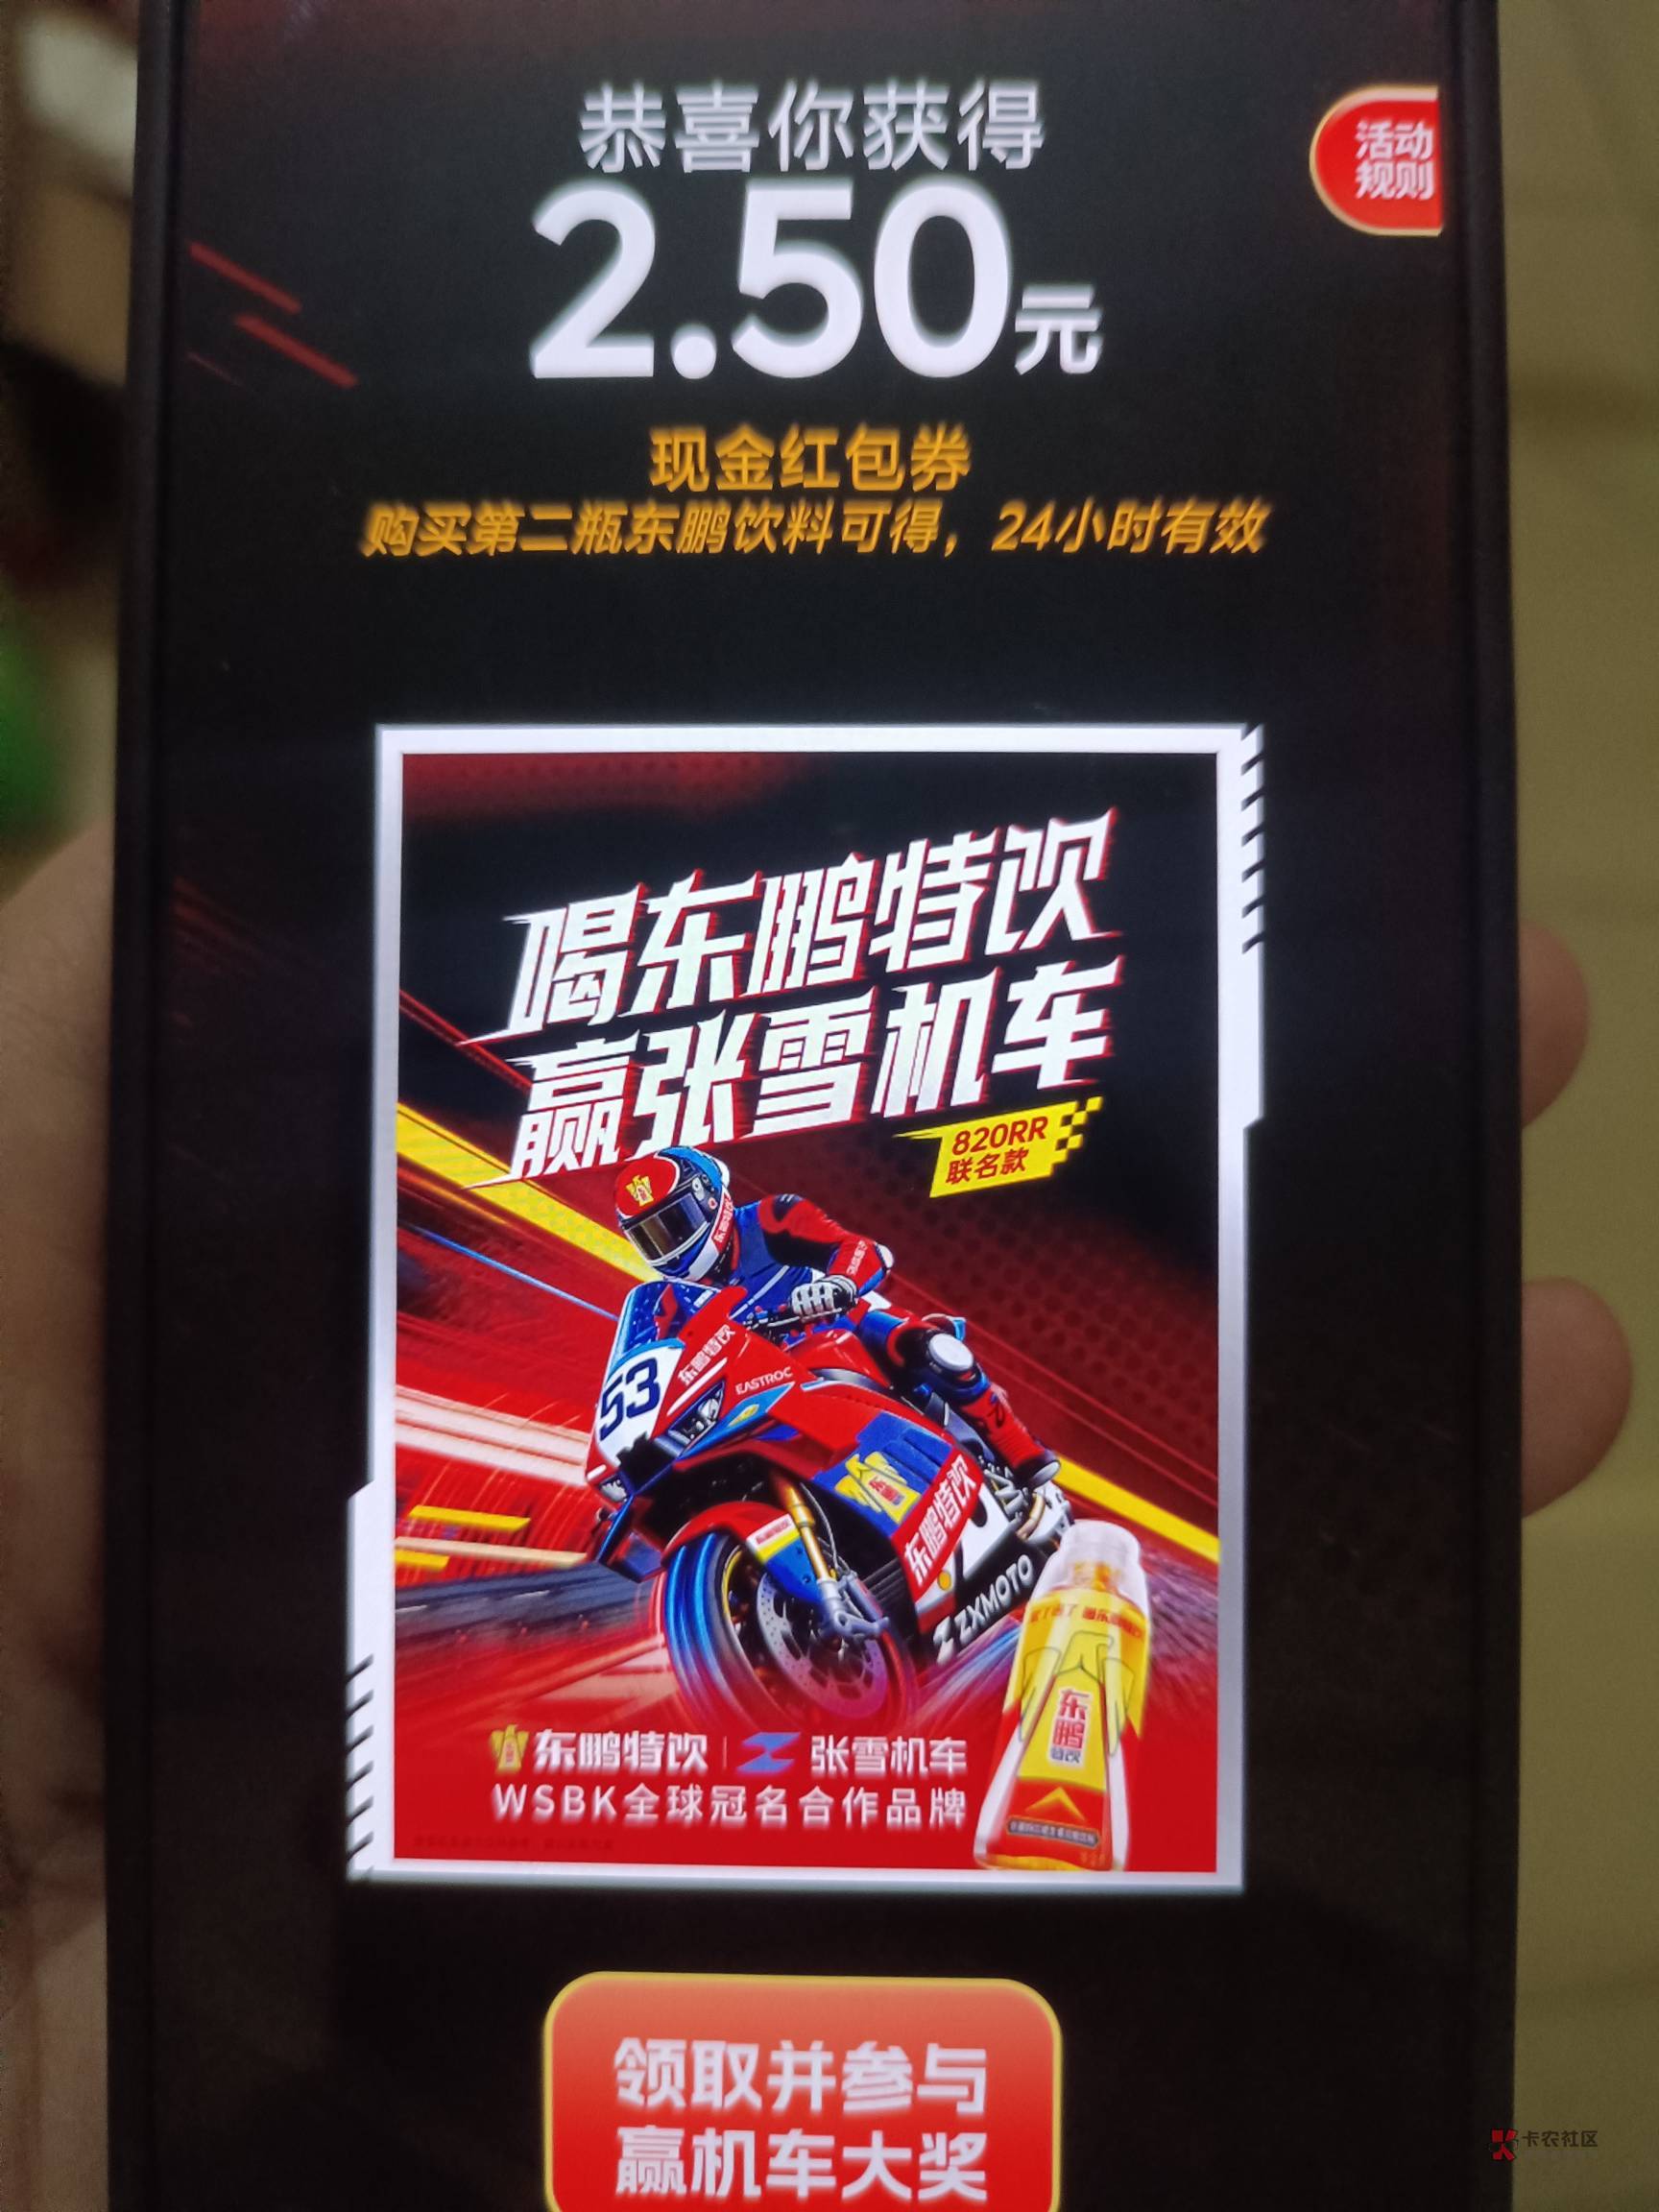 恭喜你获得
活动
规则
2.50元
现金红包券
购买第二瓶东鹏饮料可得，24小时有效
喝东鹏特饮
赢张雪机车
820RR
联名款
53
东鹏特饮
EASTROC
东鹏特饮
ZXMOTO
东鹏
特饮
东鹏特饮 | 张雪机车
WSBK全球冠名合作品牌
领取并参与
赢机车大奖
卡农社区